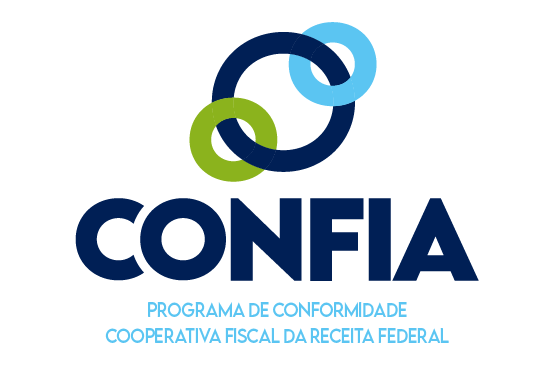 CONFIA
PROGRAMA DE CONFORMIDADE
COOPERATIVA FISCAL DA RECEITA FEDERAL